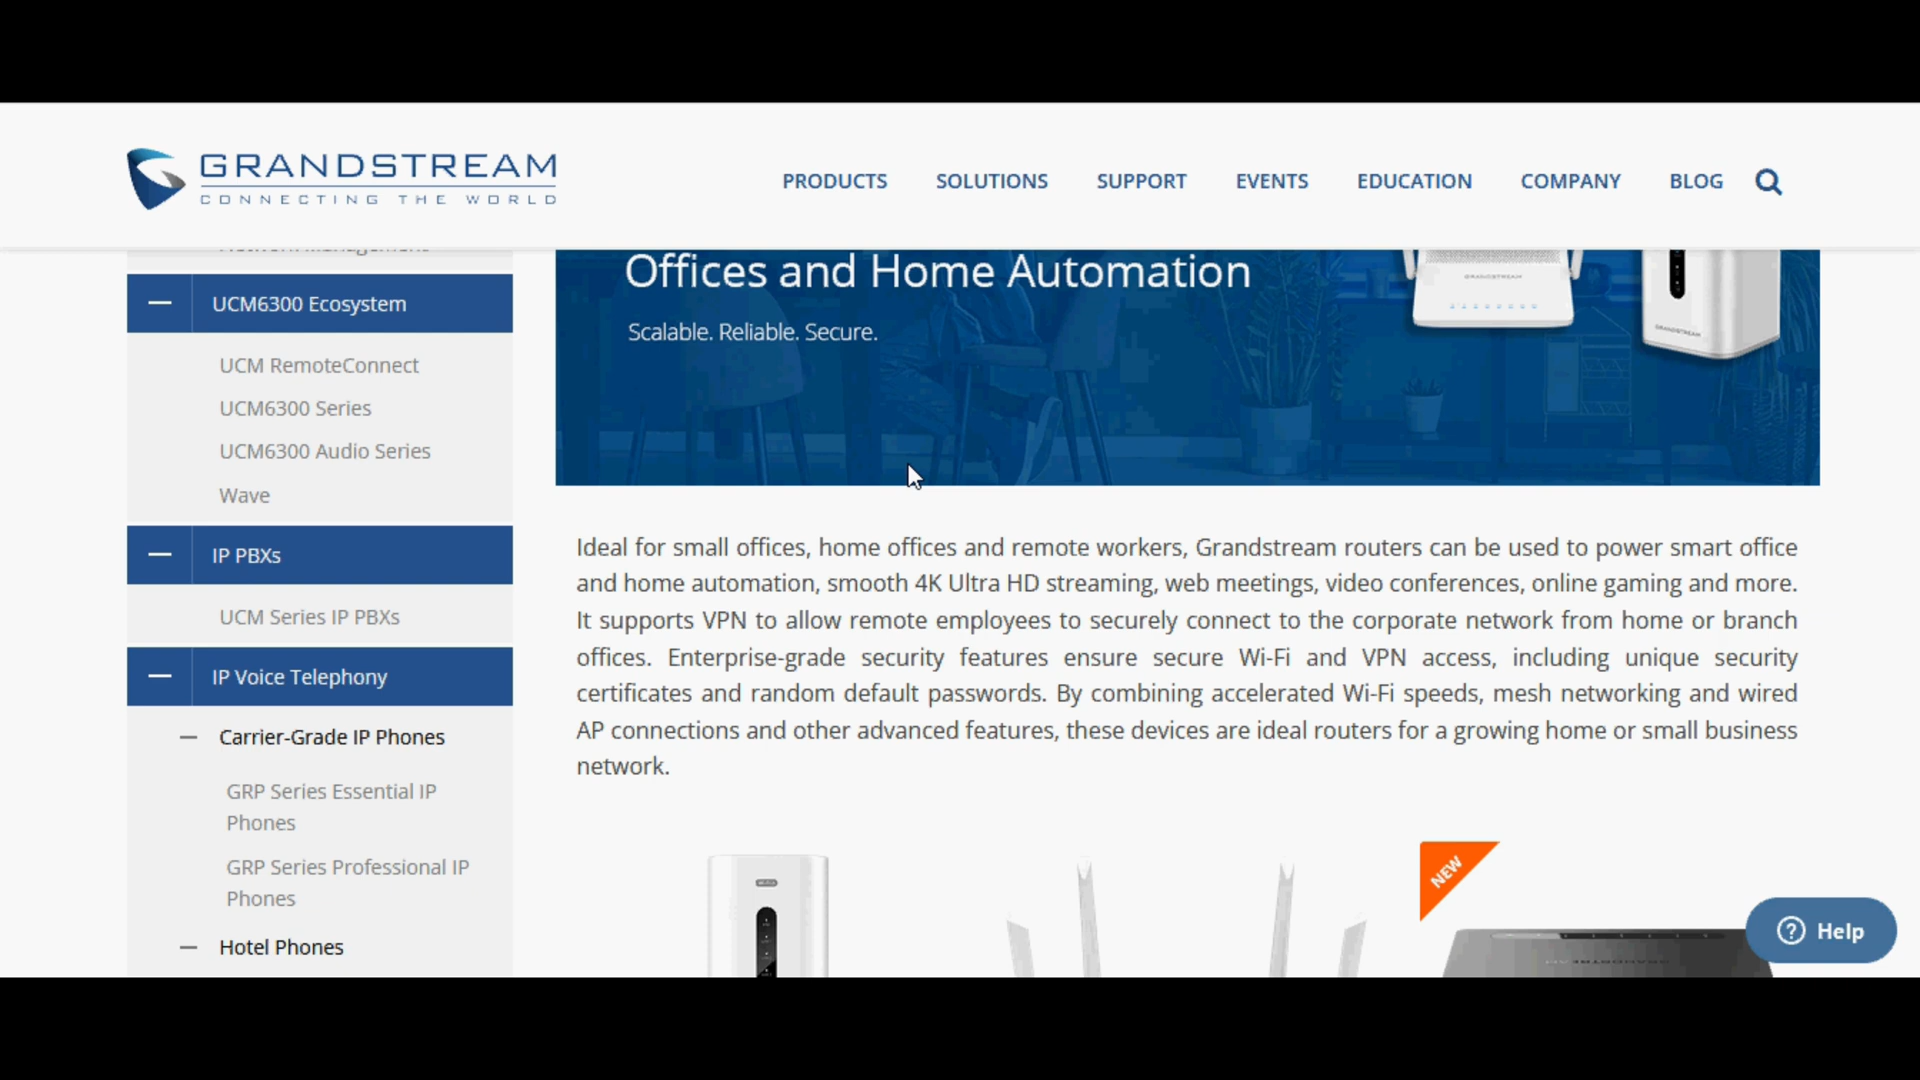 GRANDSTREAM
CONNECTING THE WORLD
PRODUCTS
SOLUTIONS
SUPPORT
EVENTS
EDUCATION
COMPANY
BLOG
UCM6300 Ecosystem
UCM RemoteConnect
UCM6300 Series
UCM6300 Audio Series
Wave
IP PBXs
UCM Series IP PBXs
IP Voice Telephony
Carrier-Grade IP Phones
GRP Series Essential IP
Phones
GRP Series Professional IP
Phones
Hotel Phones
Offices and Home Automation
Scalable. Reliable. Secure.
GRANDSTREAM
GRANDSTREAM
Ideal for small offices, home offices and remote workers, Grandstream routers can be used to power smart office
and home automation, smooth 4K Ultra HD streaming, web meetings, video conferences, online gaming and more.
It supports VPN to allow remote employees to securely connect to the corporate network from home or branch
offices. Enterprise-grade security features ensure secure Wi-Fi and VPN access, including unique security
certificates and random default passwords. By combining accelerated Wi-Fi speeds, mesh networking and wired
AP connections and other advanced features, these devices are ideal routers for a growing home or small business
network.
NEW
Help